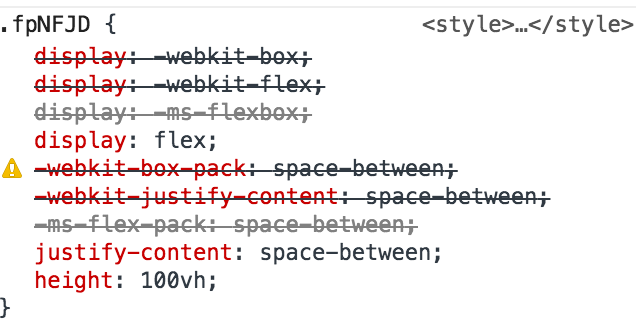 .fpNFJD { <style>…</style>
display: -webkit-box;
display: -webkit-flex;
display: -ms-flexbox;
display: flex;
-webkit-box-pack: space-between;
-webkit-justify-content: space-between;
-ms-flex-pack: space-between;
justify-content: space-between;
height: 100vh;
}